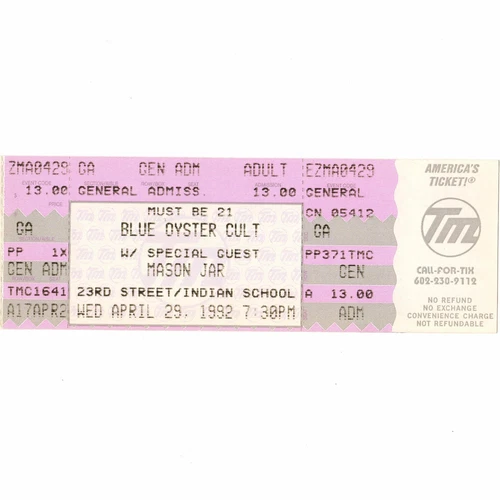 EZMA0429 GA GEN ADM ADULT EZMA0429
13.00 GENERAL ADMISS. 13.00 GENERAL
MUST BE 21 CN 05412
GA BLUE OYSTER CULT GA
PP 1X W/ SPECIAL GUEST PP371TMC
GEN ADM MASON JAR GEN
TMC1641 23RD STREET/INDIAN SCHOOL A 13.00
A17APR2 WED APRIL 29, 1992 7:30PM ADM
AMERICA'S
TICKET!®
Tm
CALL-FOR-TIX
602-230-9112
NO REFUND
NO EXCHANGE
CONVENIENCE CHARGE
NOT REFUNDABLE